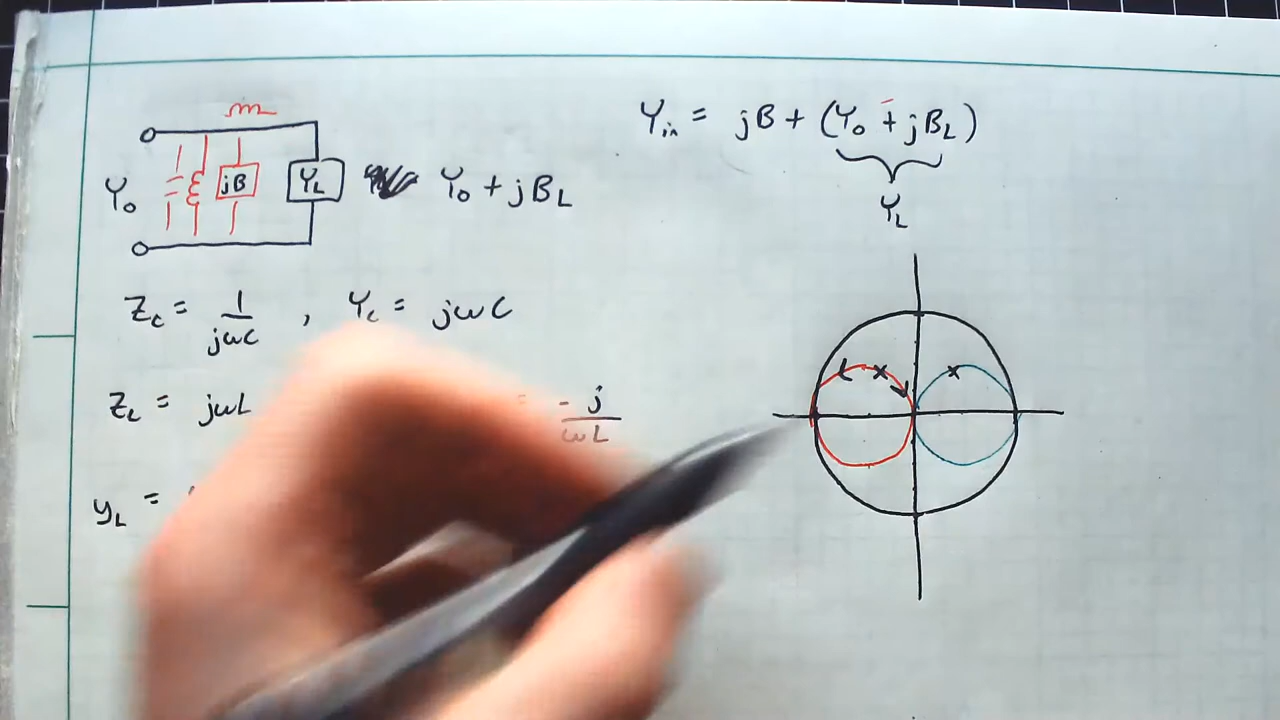 Y_in = jB + (Y_0 + jB_L)
Y_L
Y_0 jB Y_L Y_0 + jB_L
Z_c = 1/jωC , Y_c = jωC
Z_L = jωL = -j/ωL
y_L =